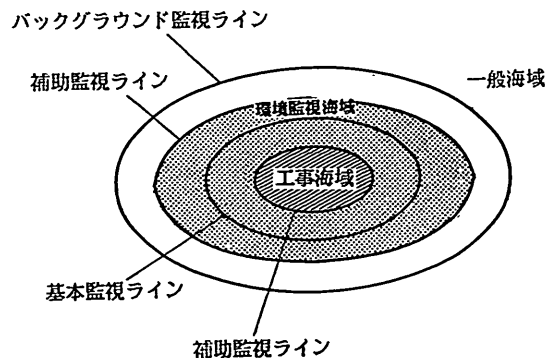 バックグラウンド監視ライン
一般海域
補助監視ライン
環境監視海域
工事海域
基本監視ライン
補助監視ライン